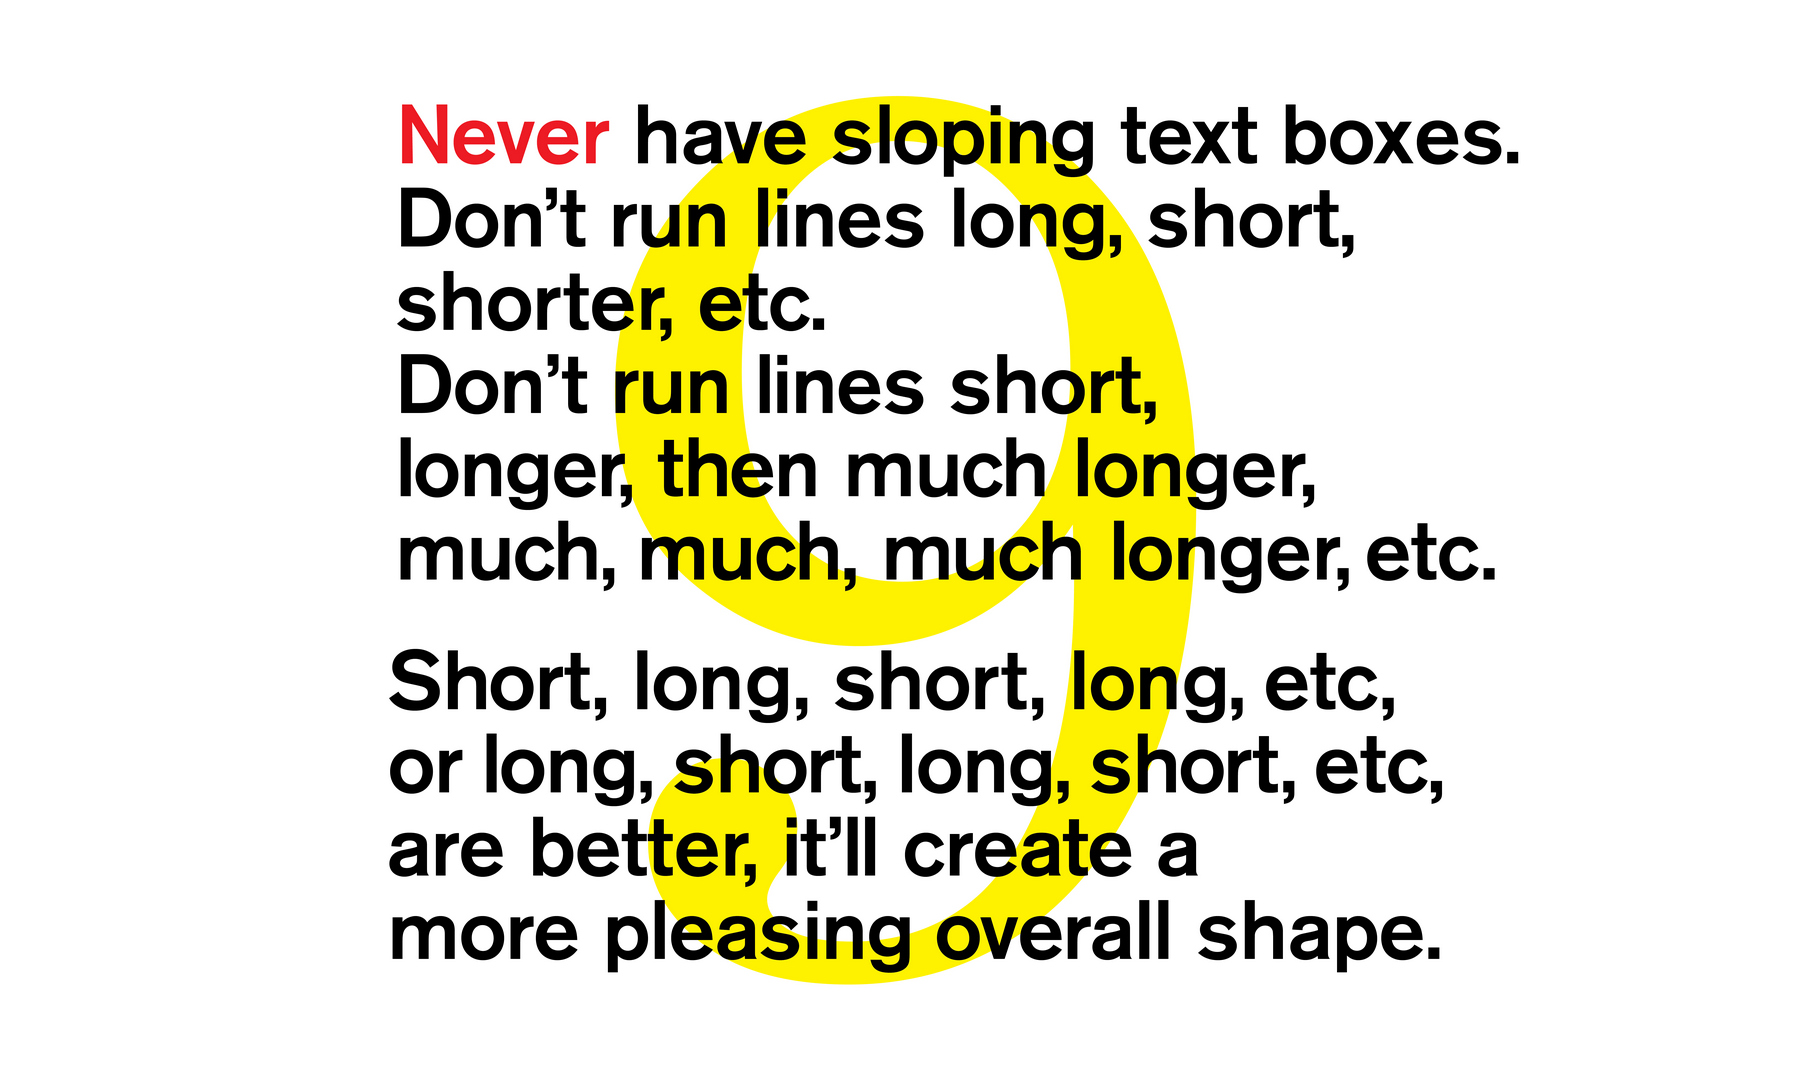 9
Never have sloping text boxes.
Don’t run lines long, short,
shorter, etc.
Don’t run lines short,
longer, then much longer,
much, much, much longer, etc.
Short, long, short, long, etc,
or long, short, long, short, etc,
are better, it’ll create a
more pleasing overall shape.